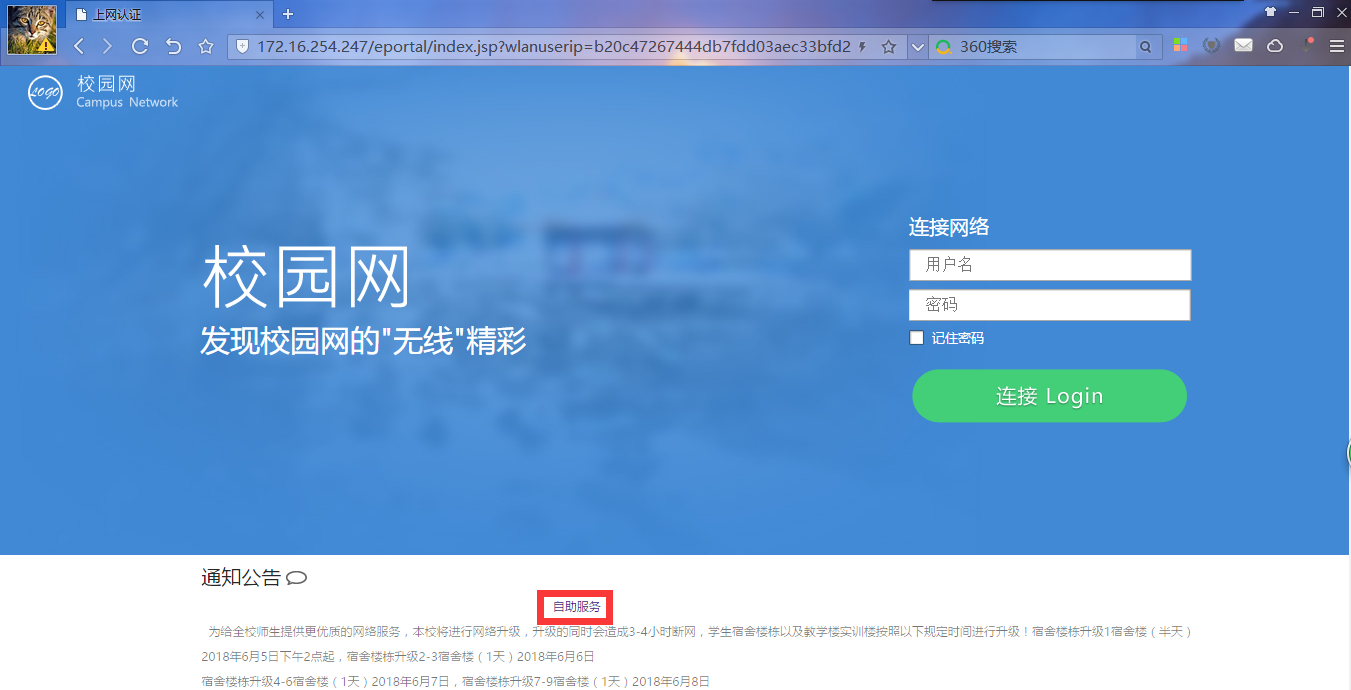 上网认证
172.16.254.247/eportal/index.jsp?wlanuserip=b20c47267444db7fdd03aec33bfd2
360搜索
LOGO
校园网
Campus Network
校园网
发现校园网的"无线"精彩
连接网络
用户名
密码
记住密码
连接 Login
通知公告
自助服务
为给全校师生提供更优质的网络服务，本校将进行网络升级，升级的同时会造成3-4小时断网，学生宿舍楼栋以及教学楼实训楼按照以下规定时间进行升级！宿舍楼栋升级1宿舍楼（半天）
2018年6月5日下午2点起，宿舍楼栋升级2-3宿舍楼（1天）2018年6月6日
宿舍楼栋升级4-6宿舍楼（1天）2018年6月7日，宿舍楼栋升级7-9宿舍楼（1天）2018年6月8日